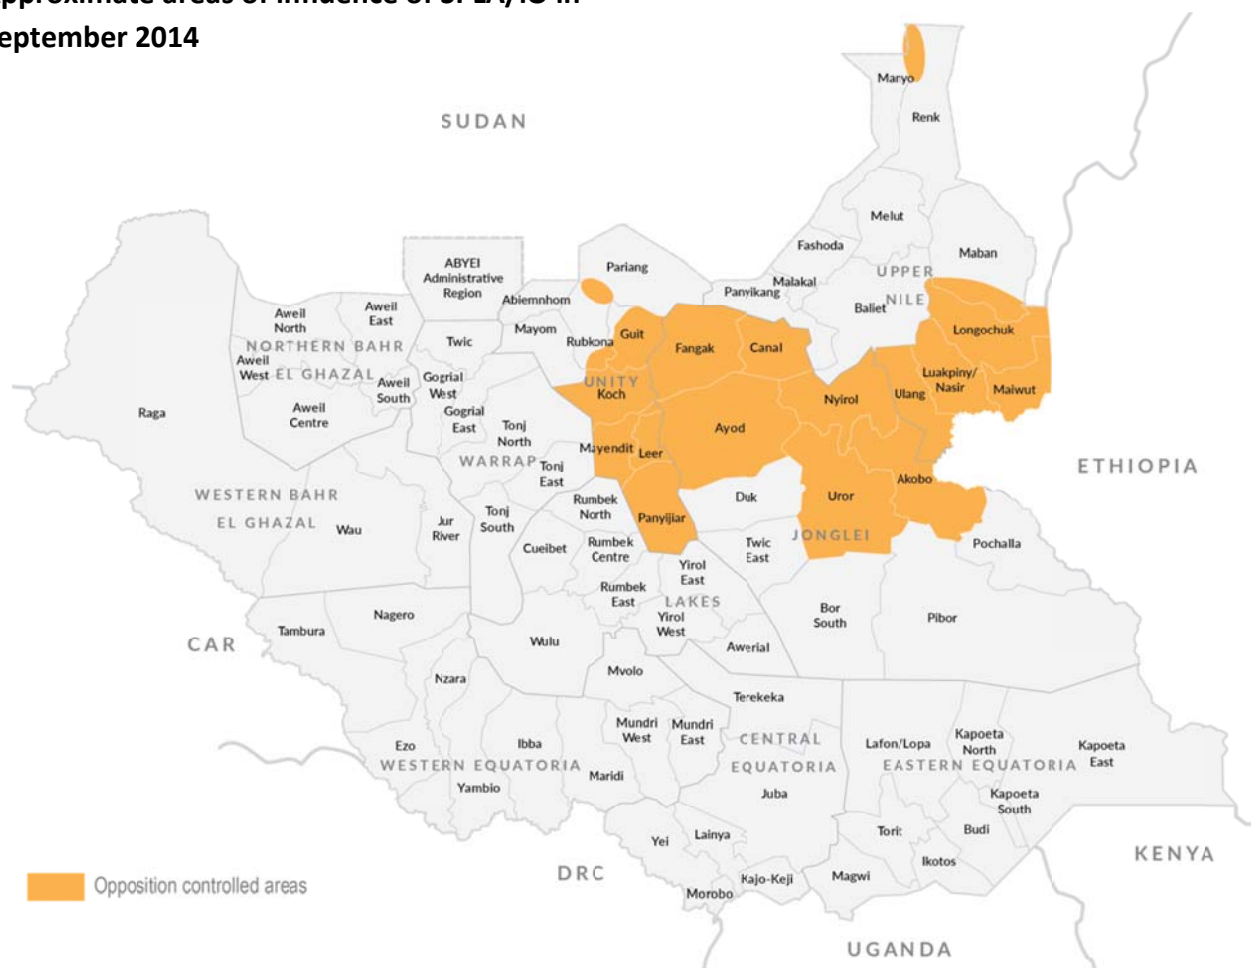 September 2014
SUDAN
Maryo
Renk
Melut
Fashoda
Maban
UPPER
NILE
Malakal
Panyikang
Baliet
Pariang
ABYEI
Administrative
Region
Abiemnhom
Mayom
Rubkona
Guit
Fangak
Canal
Longochuk
Luakpiny/
Nasir
Maiwut
Ulang
Nyirol
Aweil
North
Aweil
East
NORTHERN BAHR
EL GHAZAL
Aweil
West
Aweil
South
Aweil
Centre
Twic
Gogrial
West
Gogrial
East
Tonj
North
WARRAP
Tonj
East
Tonj
South
UNITY
Koch
Mayendit
Leer
Panyijiar
Ayod
Akobo
Uror
Duk
JONGLEI
Twic
East
Pochalla
ETHIOPIA
Raga
WESTERN BAHR
EL GHAZAL
Wau
Jur
River
Rumbek
North
Cueibet
Rumbek
Centre
Rumbek
East
Yirol
East
LAKES
Yirol
West
Awerial
Wulu
Bor
South
Pibor
CAR
Tambura
Nagero
Nzara
Mvolo
Terekeka
Mundri
West
Mundri
East
CENTRAL
EQUATORIA
Juba
Ezo
Ibba
WESTERN EQUATORIA
Yambio
Maridi
Lafon/Lopa
Kapoeta
North
Kapoeta
East
EASTERN EQUATORIA
Kapoeta
South
Budi
Torit
Ikotos
Magwi
Yei
Lainya
Kajo-Keji
Morobo
DRC
KENYA
UGANDA
Opposition controlled areas